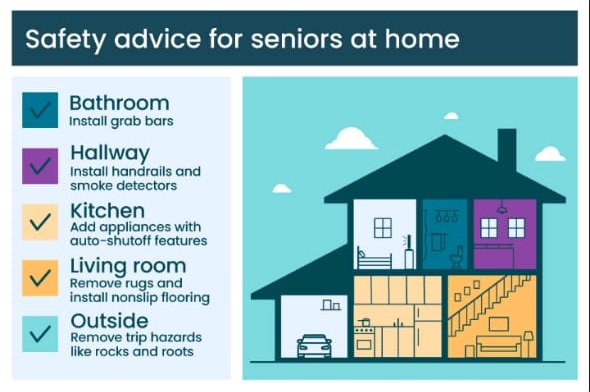 Safety advice for seniors at home
Bathroom
Install grab bars
Hallway
Install handrails and
smoke detectors
Kitchen
Add appliances with
auto-shutoff features
Living room
Remove rugs and
install nonslip flooring
Outside
Remove trip hazards
like rocks and roots